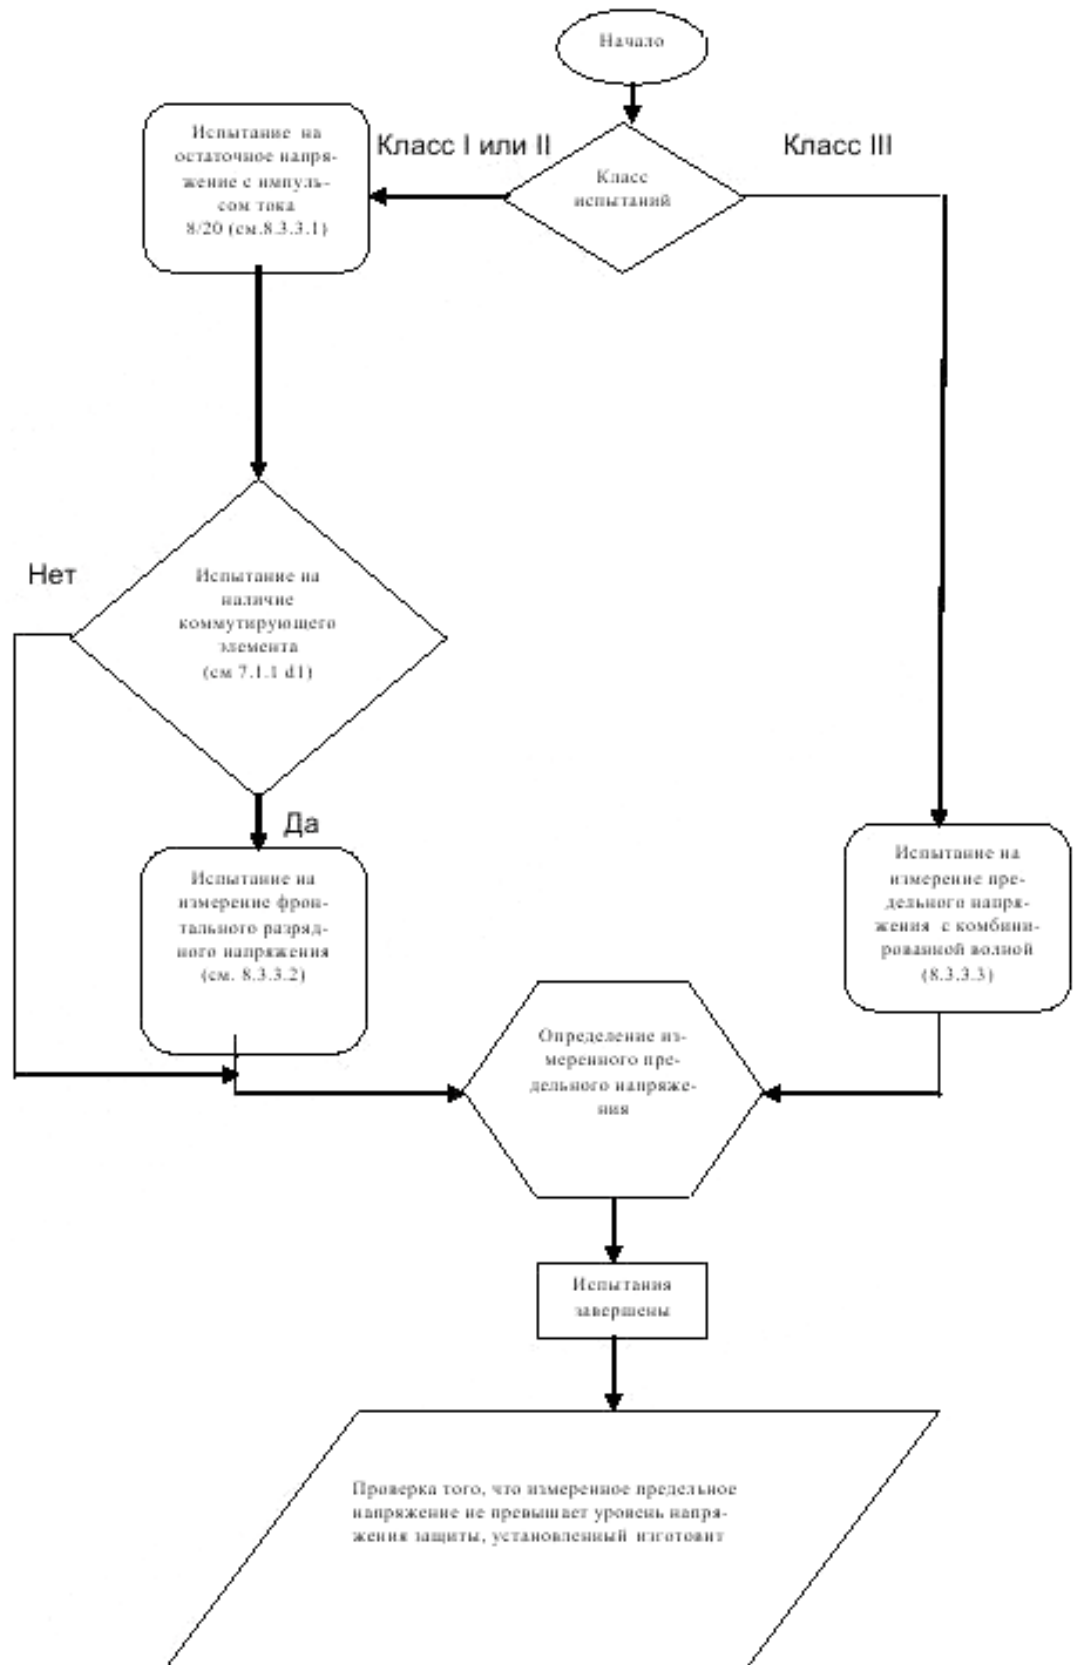 Начало
Класс I или II
Класс III
Класс
испытаний
Испытание на
остаточное напря-
жение с импуль-
сом тока
8/20 (см.8.3.3.1)
Нет
Испытание на
наличие
коммутирующего
элемента
(см 7.1.1 d1)
Да
Испытание на
измерение фрон-
тального разряд-
ного напряжения
(см. 8.3.3.2)
Испытание на
измерение пре-
дельного напря-
жения с комбини-
рованной волной
(8.3.3.3)
Определение из-
меренного пре-
дельного напряже-
ния
Испытания
завершены
Проверка того, что измеренное предельное
напряжение не превышает уровень напря-
жения защиты, установленный изготовит